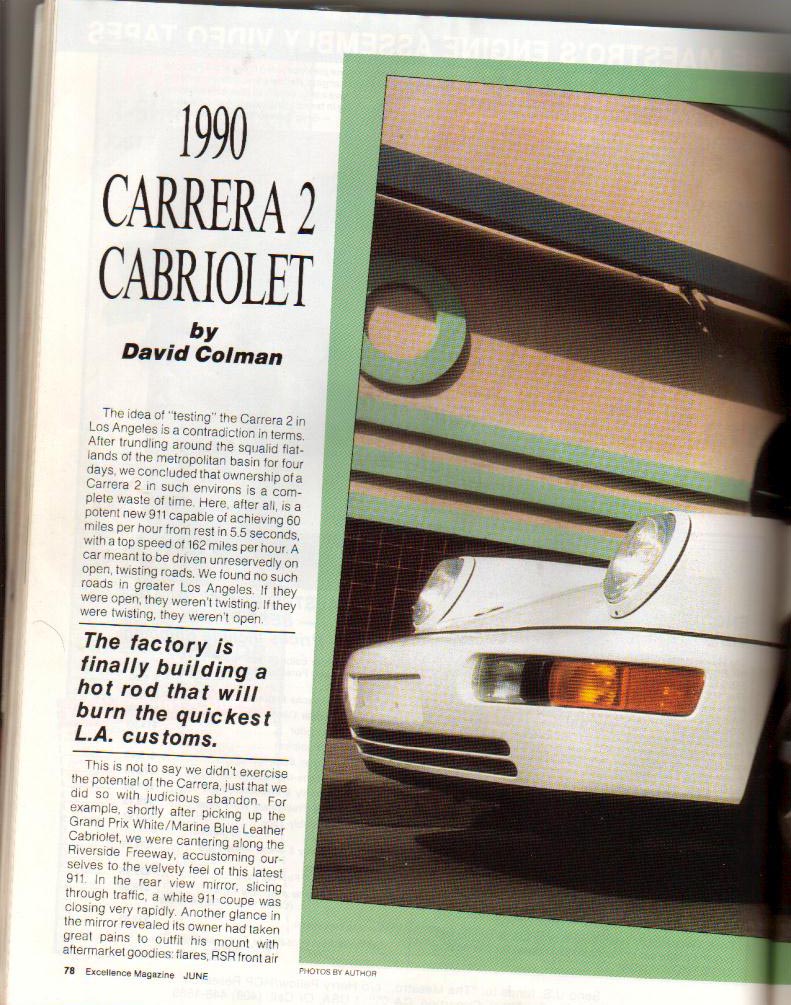 1990
CARRERA 2
CABRIOLET
by
David Colman
The idea of "testing" the Carrera 2 in
Los Angeles is a contradiction in terms.
After trundling around the squalid flat-
lands of the metropolitan basin for four
days, we concluded that ownership of a
Carrera 2 in such environs is a com-
plete waste of time. Here, after all, is a
potent new 911 capable of achieving 60
miles per hour from rest in 5.5 seconds,
with a top speed of 162 miles per hour. A
car meant to be driven unreservedly on
open, twisting roads. We found no such
roads in greater Los Angeles. If they
were open, they weren't twisting. If they
were twisting, they weren't open.
The factory is
finally building a
hot rod that will
burn the quickest
L.A. customs.
This is not to say we didn't exercise
the potential of the Carrera, just that we
did so with judicious abandon. For
example, shortly after picking up the
Grand Prix White/Marine Blue Leather
Cabriolet, we were cantering along the
Riverside Freeway, accustoming our-
selves to the velvety feel of this latest
911. In the rear view mirror, slicing
through traffic, a white 911 coupe was
closing very rapidly. Another glance in
the mirror revealed its owner had taken
great pains to outfit his mount with
aftermarket goodies: flares, RSR front air
78 Excellence Magazine JUNE
PHOTOS BY AUTHOR
MAESTRO'S ENGINE ASSEMBLY VIDEO TAPES